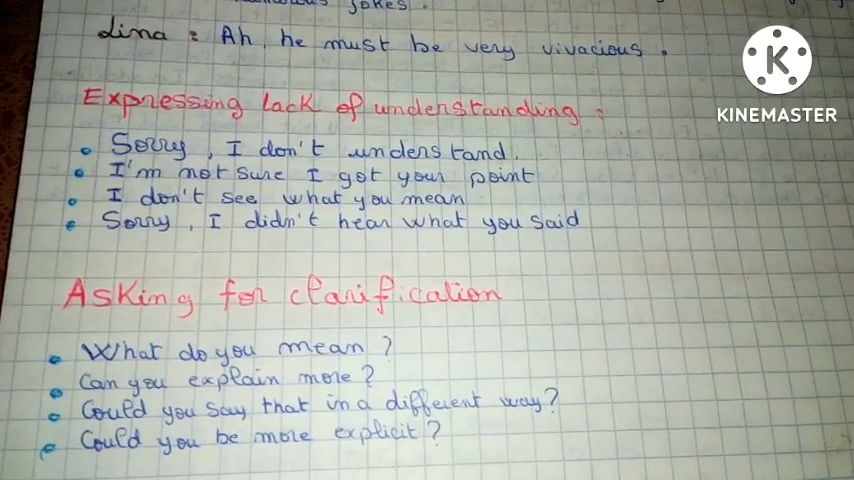 jokes.
Lina : Ah, he must be very vivacious.
Expressing lack of understanding :
• Sorry, I don't understand.
• I'm not sure I got your point
• I don't see what you mean
• Sorry, I didn't hear what you said
Asking for clarification
• What do you mean ?
• Can you explain more ?
• Could you say that in a different way ?
• Could you be more explicit ?
K
KINEMASTER